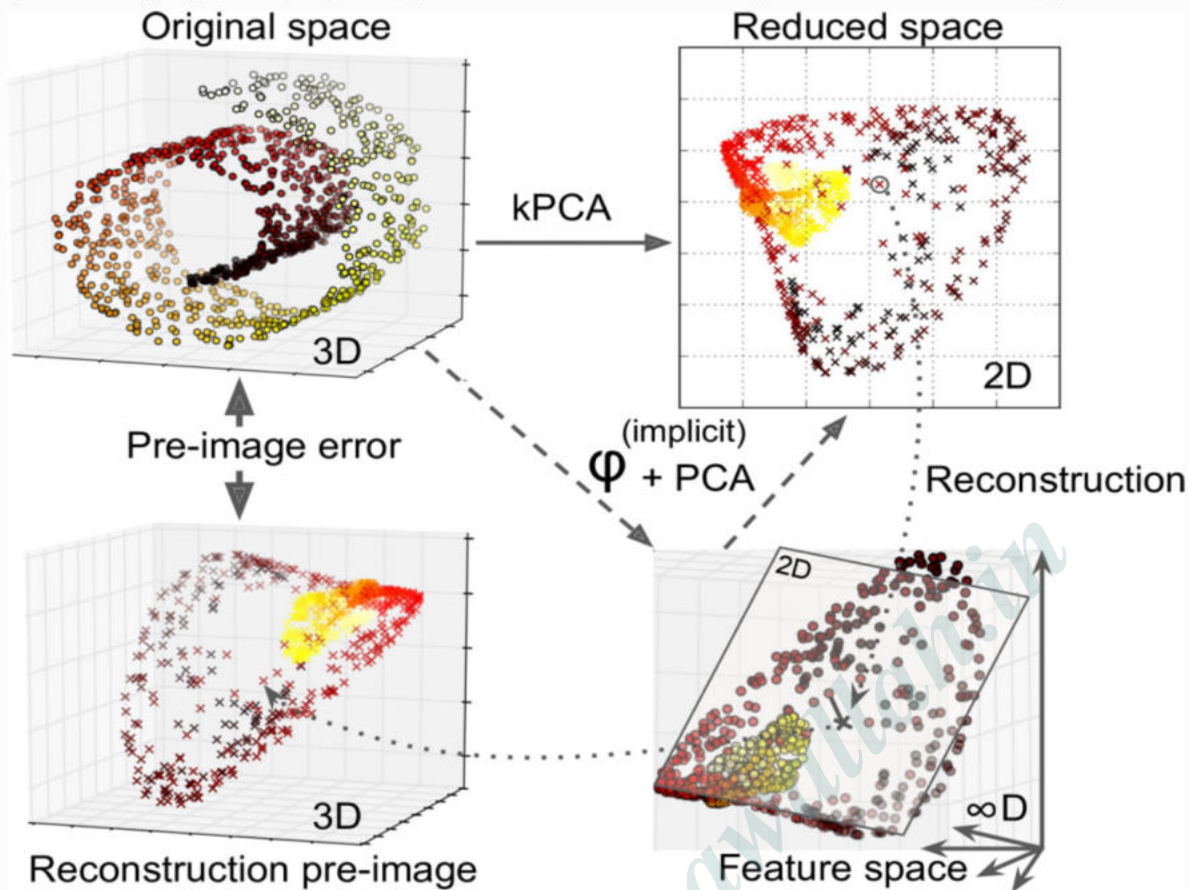 Original space
Reduced space
3D
kPCA
2D
Pre-image error
(implicit)
φ + PCA
Reconstruction
3D
Reconstruction pre-image
2D
∞D
Feature space